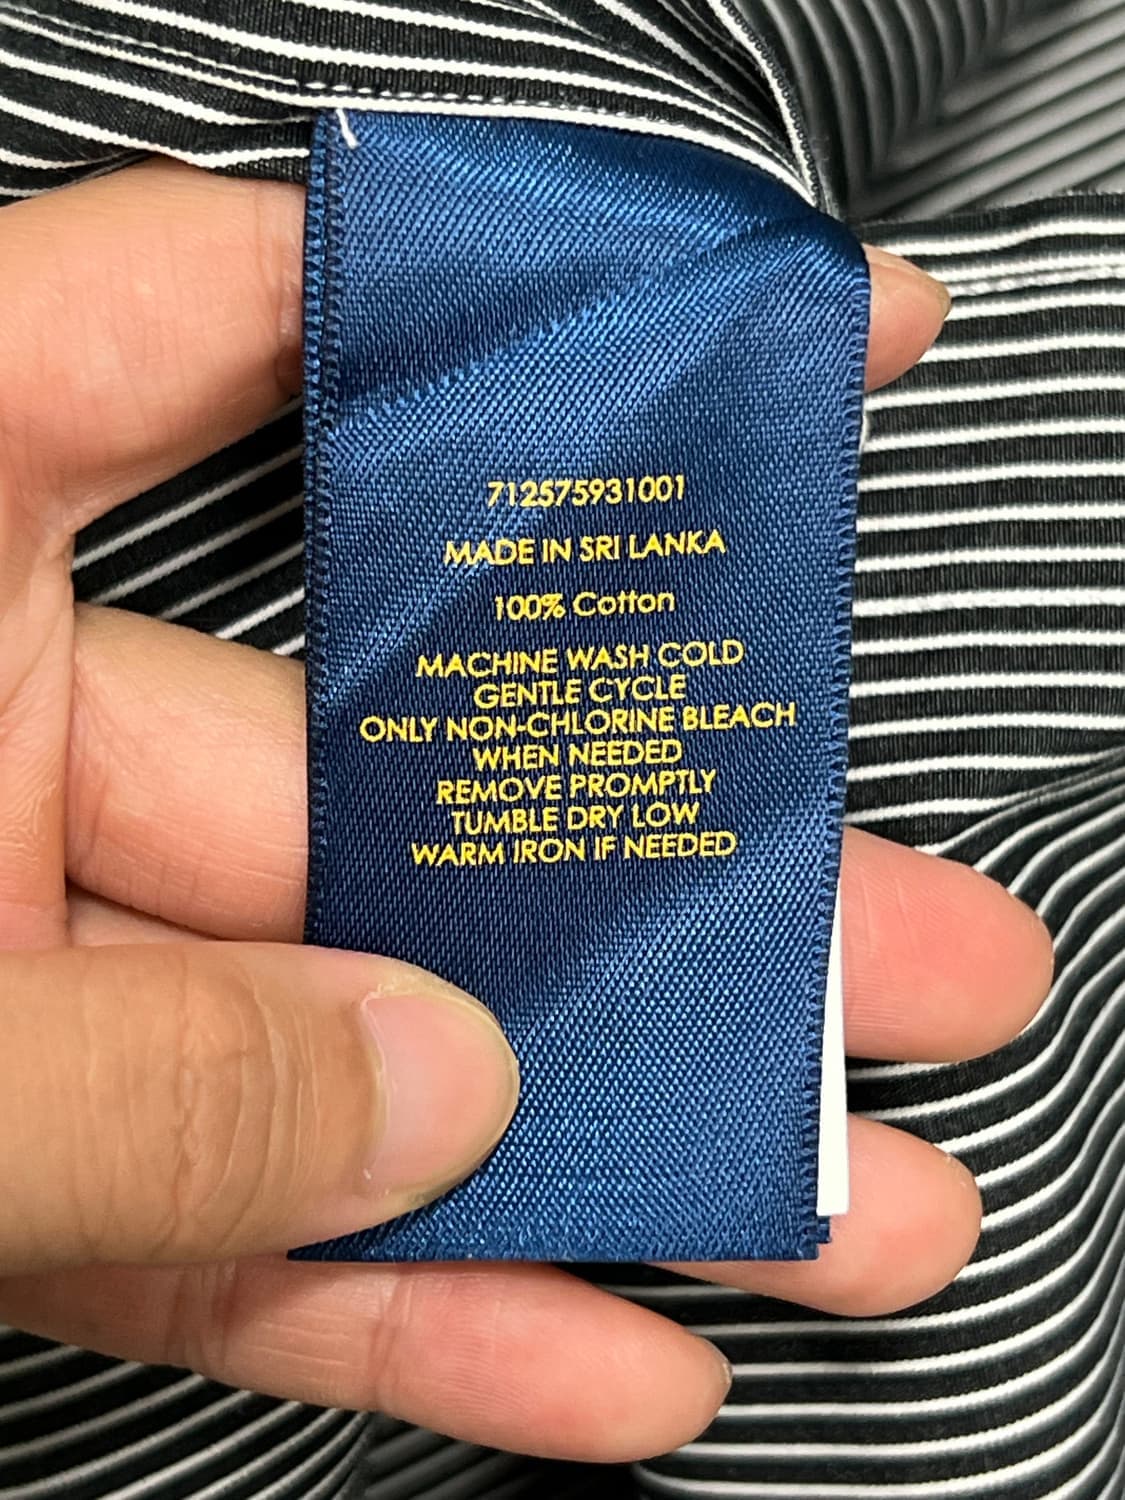 712575931001
MADE IN SRI LANKA
100% Cotton
MACHINE WASH COLD
GENTLE CYCLE
ONLY NON-CHLORINE BLEACH
WHEN NEEDED
REMOVE PROMPTLY
TUMBLE DRY LOW
WARM IRON IF NEEDED